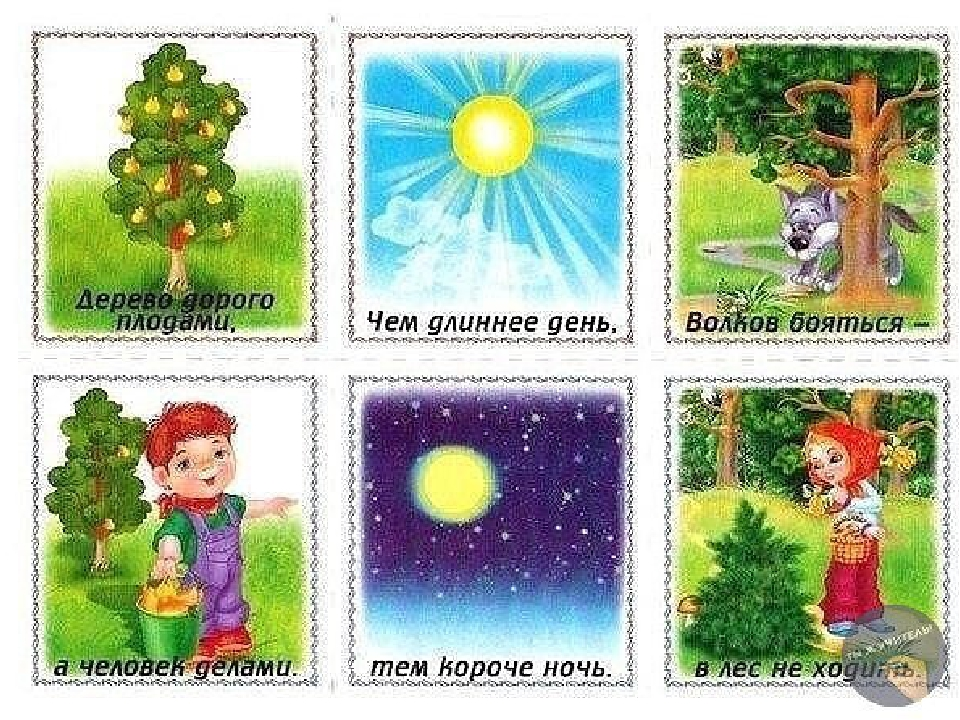 Дерево дорого
плодами,
Чем длиннее день,
Волков бояться –
а человек делами.
тем короче ночь.
в лес не ходить.